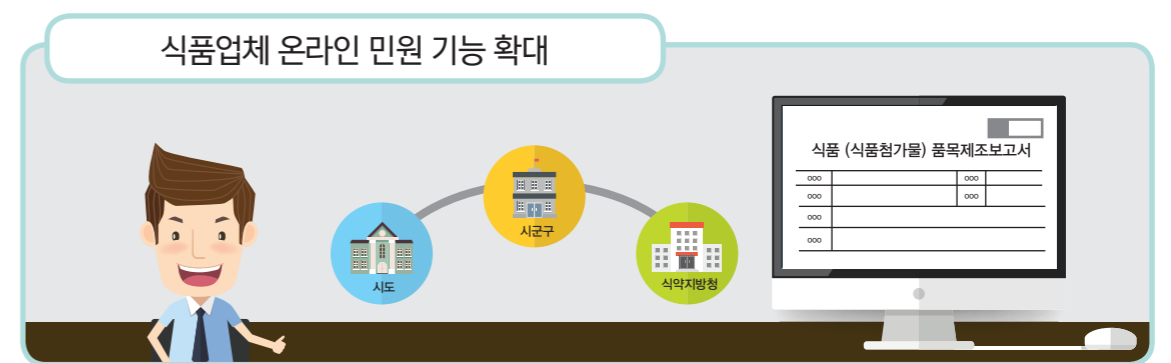 식품업체 온라인 민원 기능 확대
시도
시군구
식약지방청
식품 (식품첨가물) 품목제조보고서
ooo ooo
ooo ooo
ooo
ooo